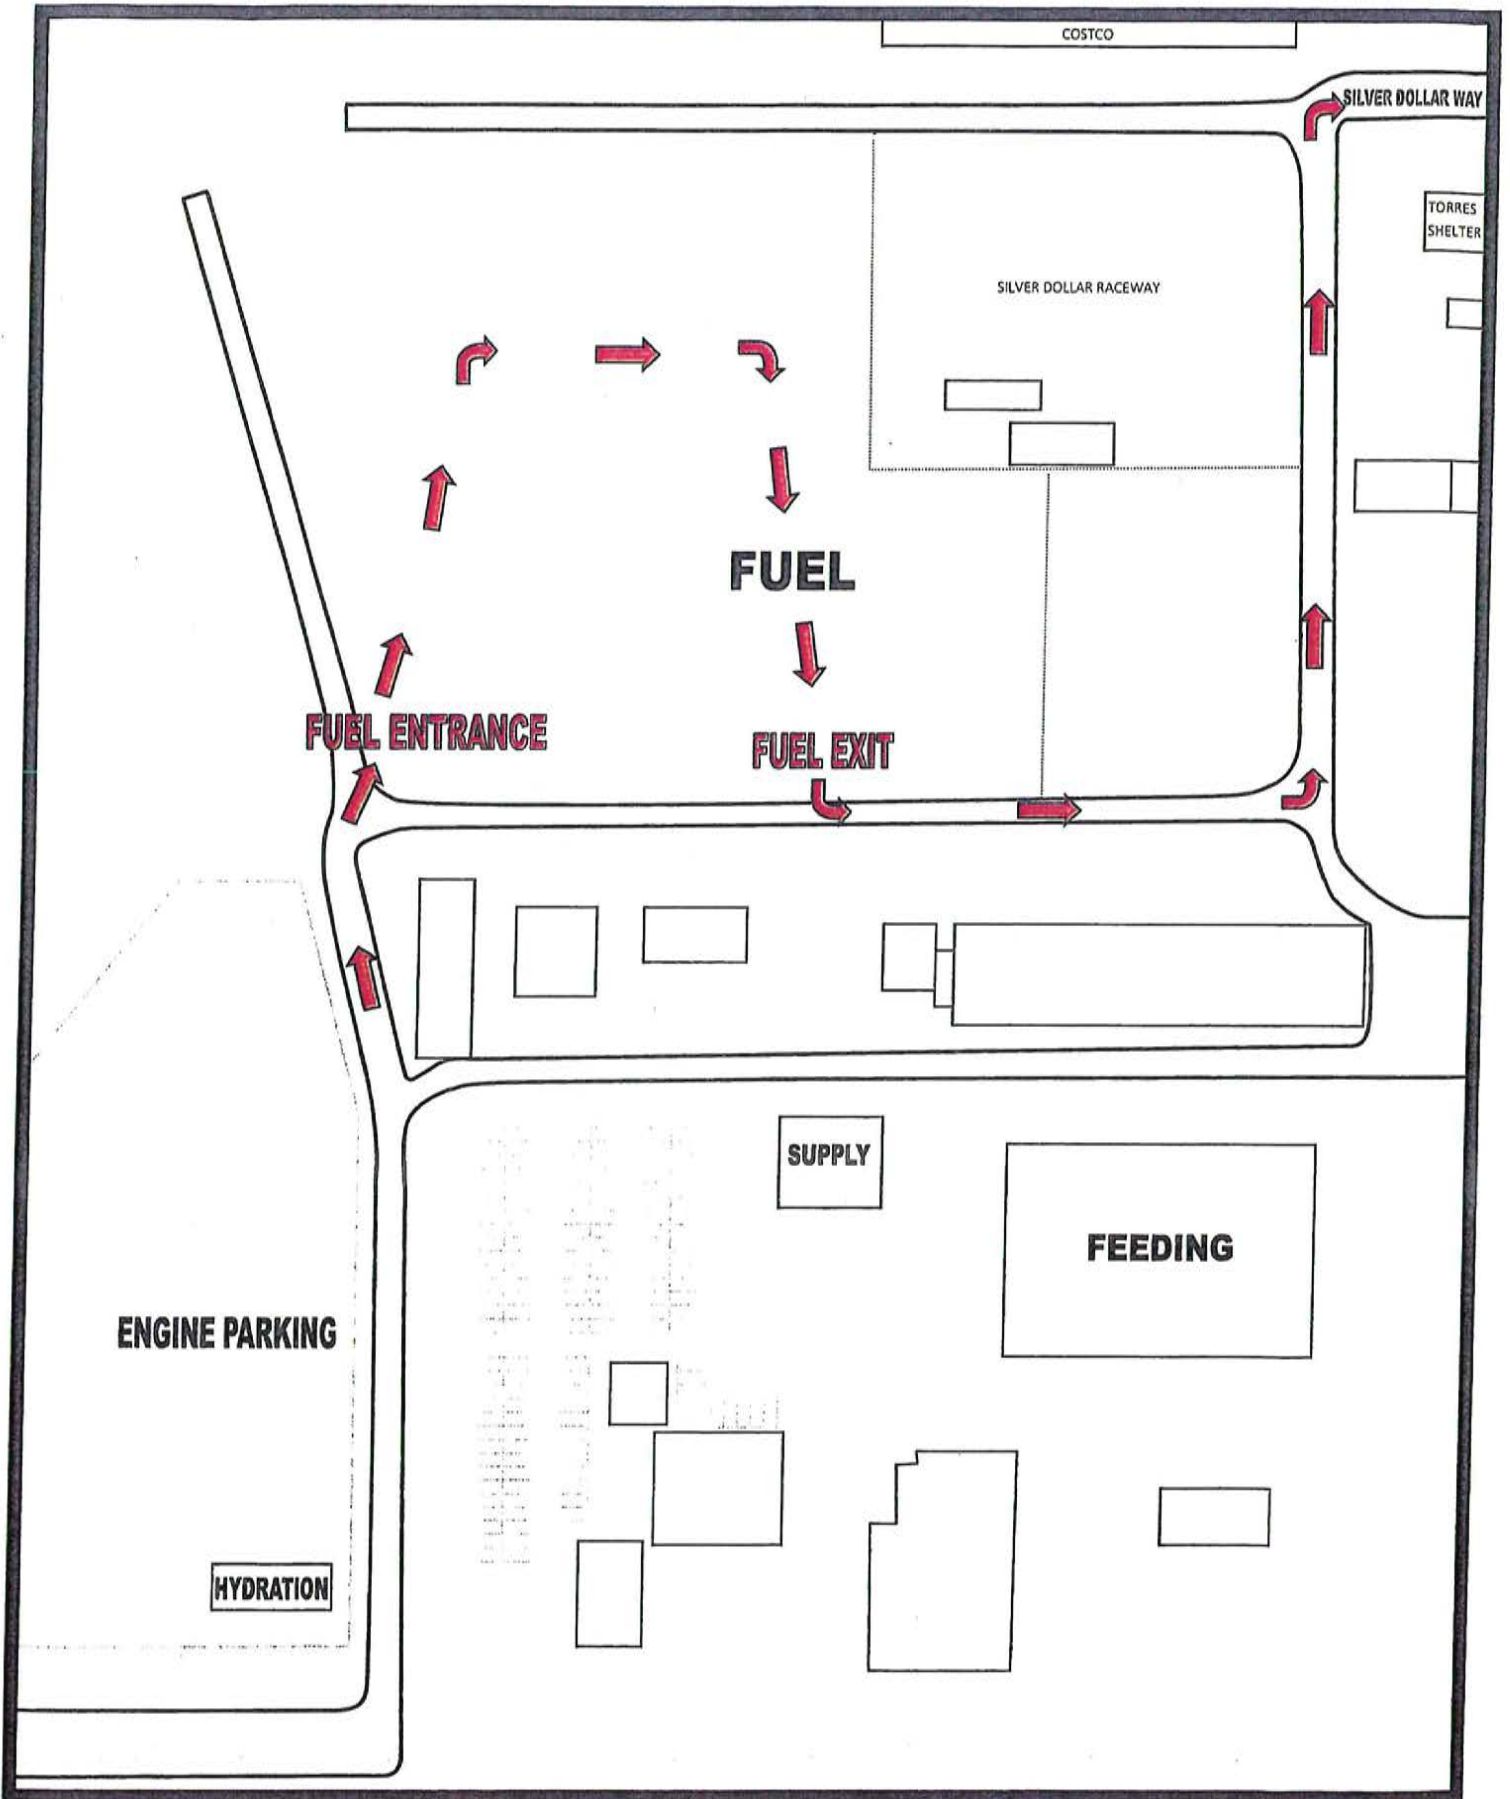 COSTCO
SILVER DOLLAR WAY
TORRES
SHELTER
SILVER DOLLAR RACEWAY
FUEL
FUEL ENTRANCE
FUEL EXIT
SUPPLY
FEEDING
ENGINE PARKING
HYDRATION